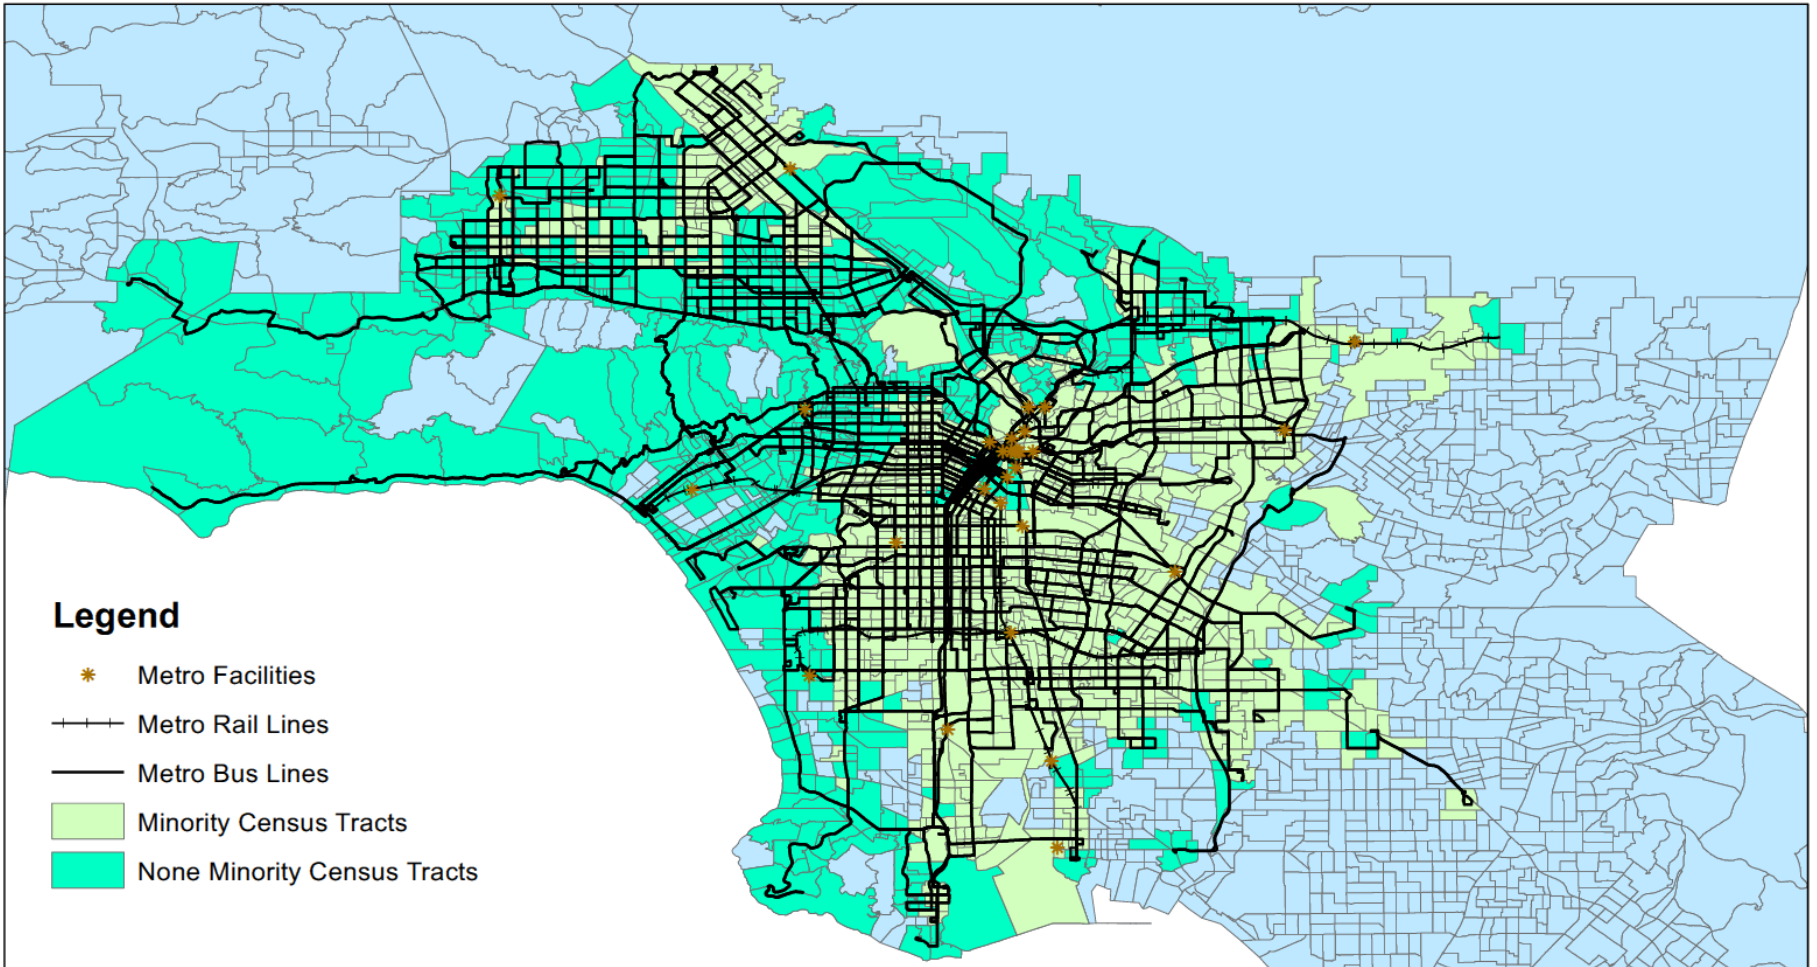 Legend
Metro Facilities
Metro Rail Lines
Metro Bus Lines
Minority Census Tracts
None Minority Census Tracts